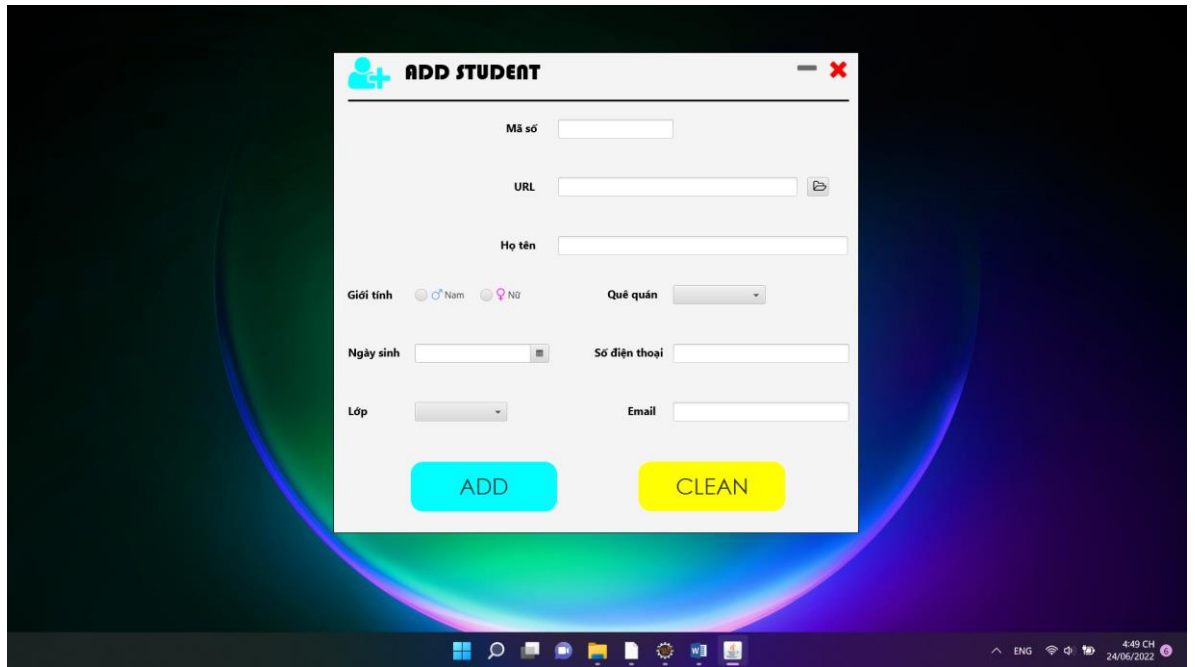 ADD STUDENT
Mã số
URL
Họ tên
Giới tính Nam Nữ Quê quán
Ngày sinh Số điện thoại
Lớp Email
ADD CLEAN
ENG 4:49 CH
24/06/2022 6